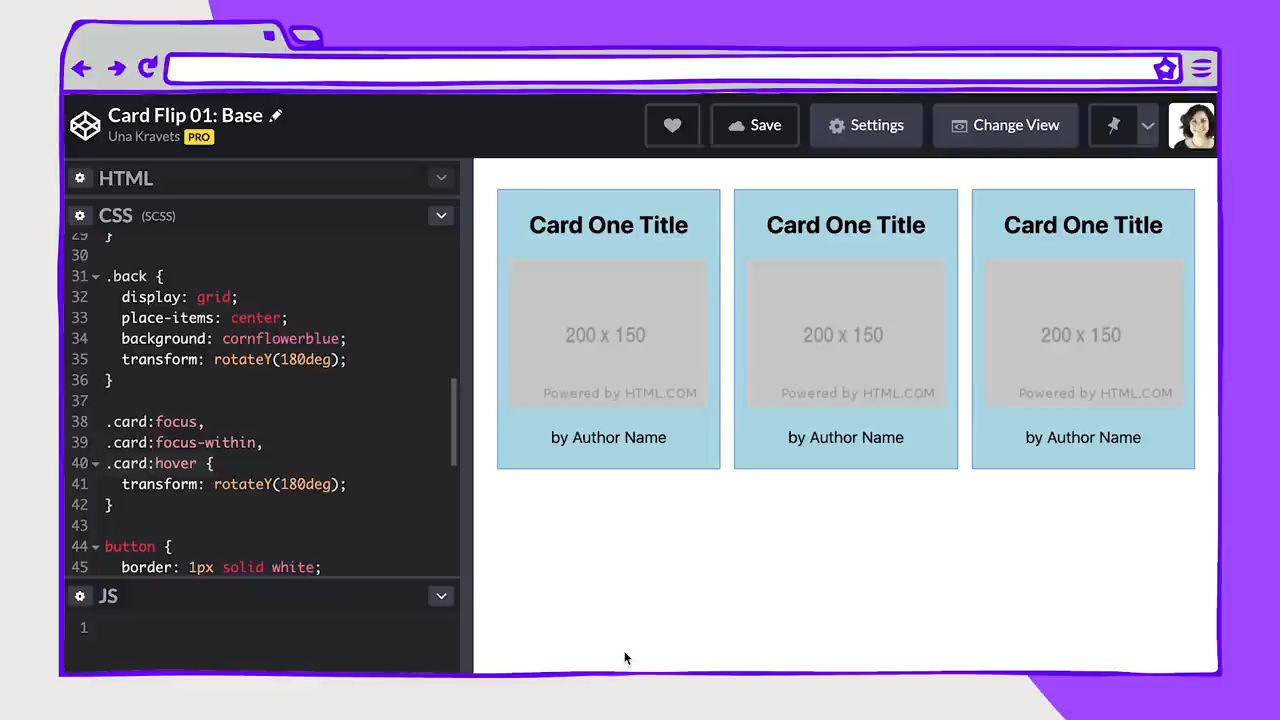 Card Flip 01: Base
Una Kravets PRO
Save
Settings
Change View
HTML
CSS (SCSS)
29 }
30
31 .back {
32 display: grid;
33 place-items: center;
34 background: cornflowerblue;
35 transform: rotateY(180deg);
36 }
37
38 .card:focus,
39 .card:focus-within,
40 .card:hover {
41 transform: rotateY(180deg);
42 }
43
44 button {
45 border: 1px solid white;
JS
1
Card One Title
200 x 150
Powered by HTML.COM
by Author Name
Card One Title
200 x 150
Powered by HTML.COM
by Author Name
Card One Title
200 x 150
Powered by HTML.COM
by Author Name